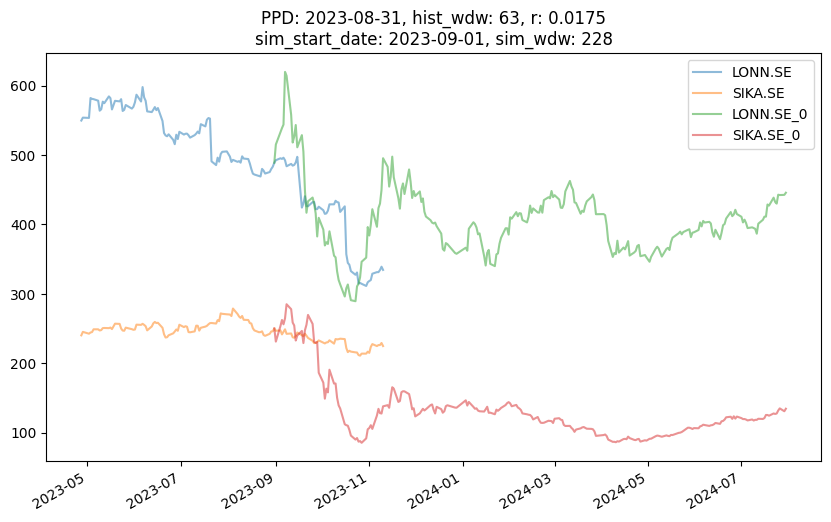 PPD: 2023-08-31, hist_wdw: 63, r: 0.0175
sim_start_date: 2023-09-01, sim_wdw: 228
LONN.SE
SIKA.SE
LONN.SE_0
SIKA.SE_0
600
500
400
300
200
100
2023-05
2023-07
2023-09
2023-11
2024-01
2024-03
2024-05
2024-07